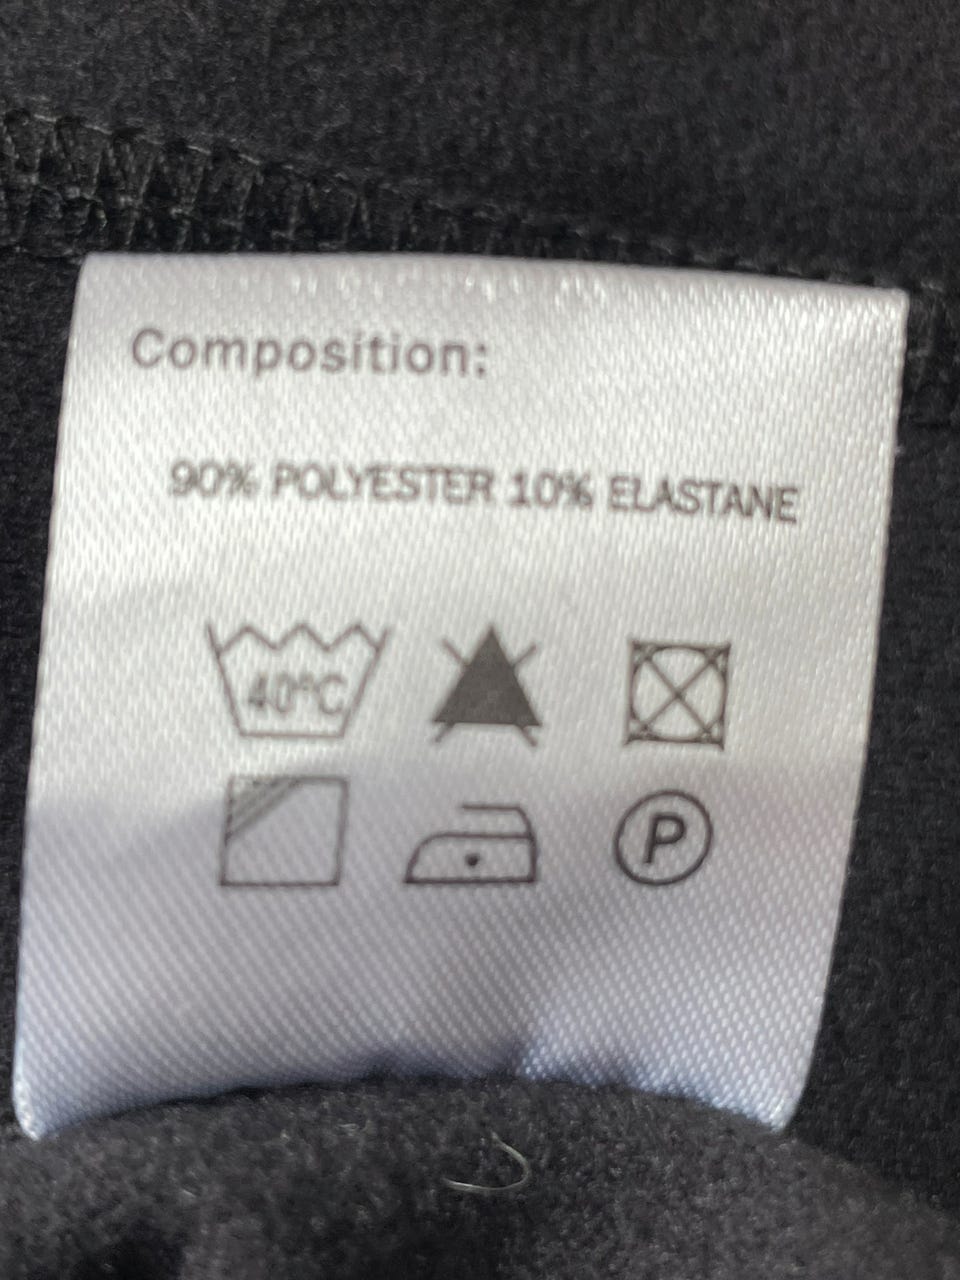 Composition:
90% POLYESTER 10% ELASTANE
40°C
P